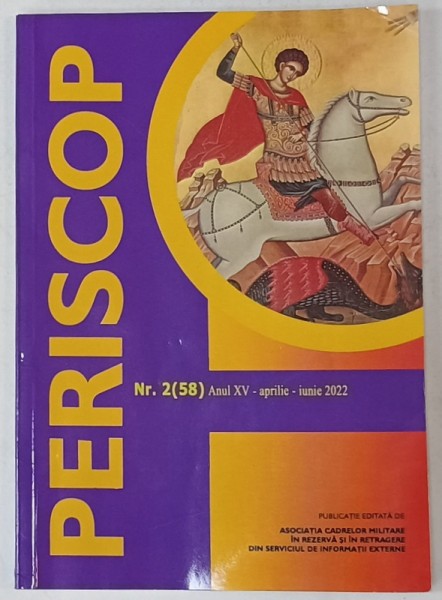 PERISCOP
Nr. 2(58) Anul XV - aprilie - iunie 2022
PUBLICAȚIE EDITATĂ DE:
ASOCIAȚIA CADRELOR MILITARE
ÎN REZERVĂ ȘI ÎN RETRAGERE
DIN SERVICIUL DE INFORMAȚII EXTERNE